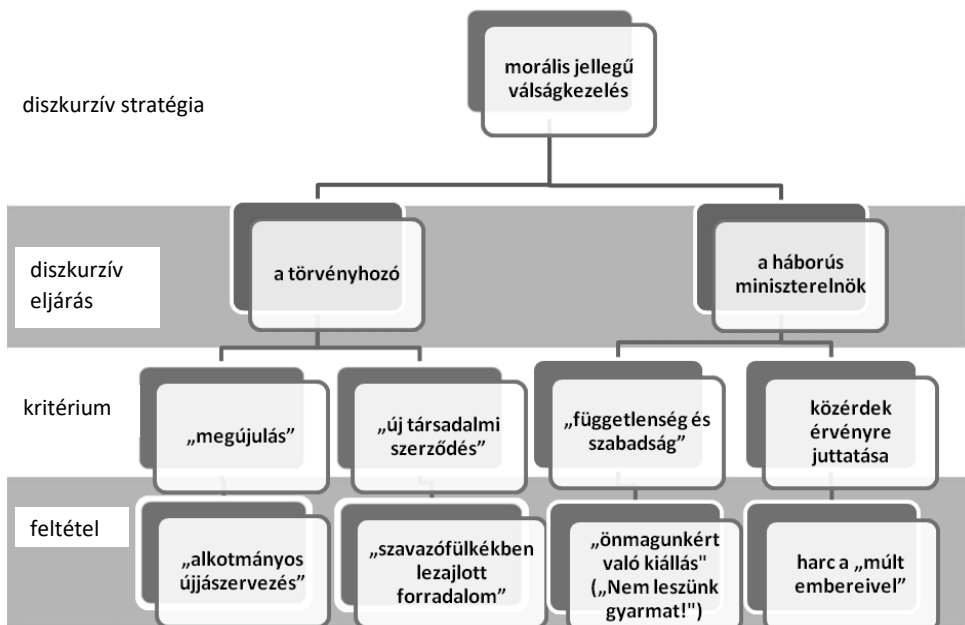 morális jellegű
válságkezelés
diszkurzív stratégia
diszkurzív
eljárás
a törvényhozó
a háborús
miniszterelnök
kritérium
„megújulás”
„új társadalmi
szerződés”
„függetlenség és
szabadság”
közérdek
érvényre
juttatása
feltétel
„alkotmányos
újjászervezés”
„szavazófülkékben
lezajlott
forradalom”
„önmagunkért
való kiállás"
(„Nem leszünk
gyarmat!")
harc a „múlt
embereivel”